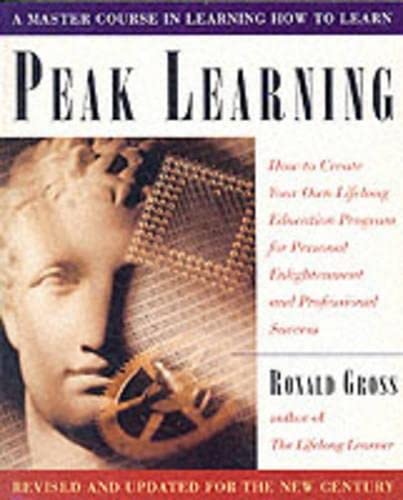 A MASTER COURSE IN LEARNING HOW TO LEARN
PEAK LEARNING
How to Create
Your Own Lifelong
Education Program
for Personal
Enlightenment
and Professional
Success
RONALD GROSS
author of
The Lifelong Learner
REVISED AND UPDATED FOR THE NEW CENTURY